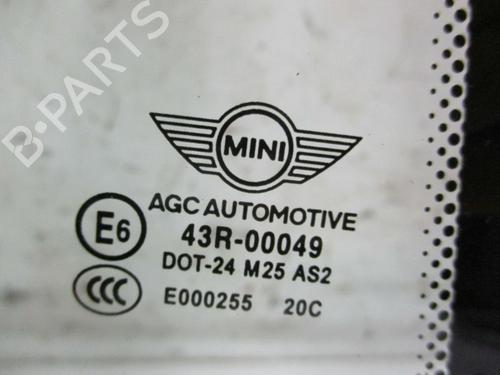 B-PARTS
MINI
AGC AUTOMOTIVE
E6
43R-00049
DOT-24 M25 AS2
CCC
E000255 20C